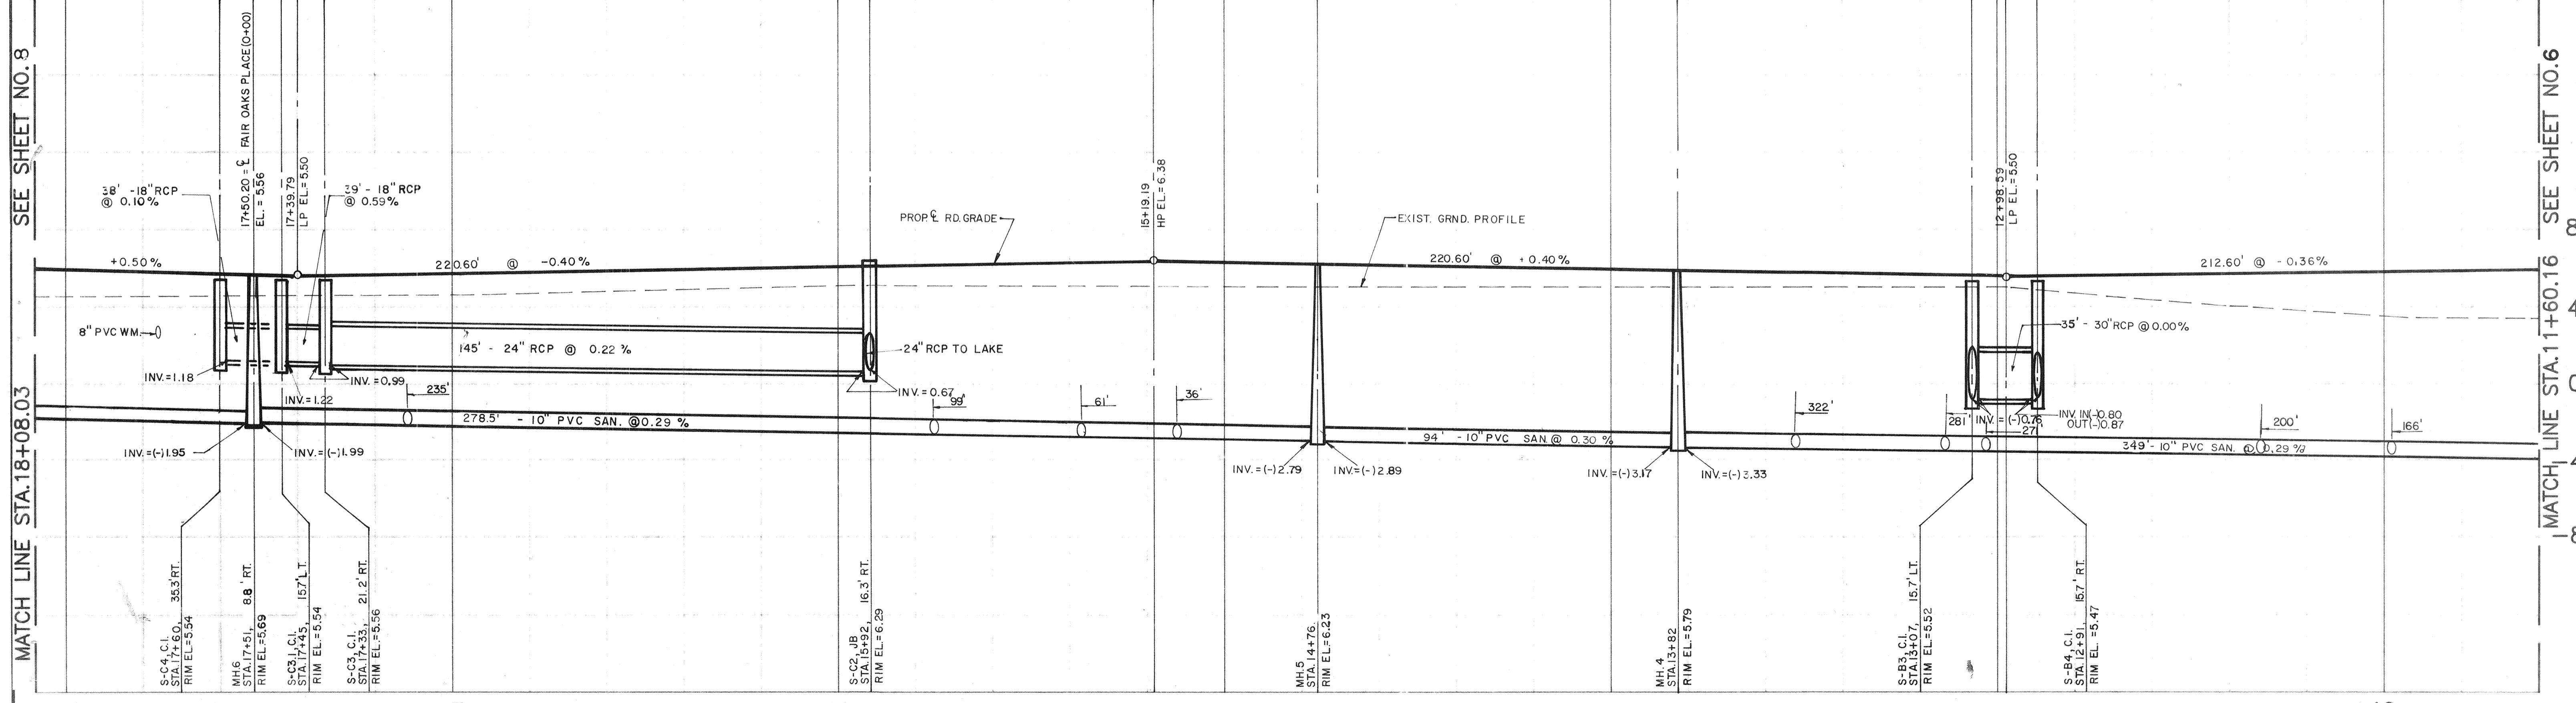 SEE SHEET NO. 8
MATCH LINE STA. 18+08.03
17+50.20 = ℄ FAIR OAKS PLACE (0+00)
EL. = 5.56
17+39.79
LP EL.= 5.50
38' -18" RCP
@ 0.10%
39' - 18" RCP
@ 0.59%
+0.50%
220.60' @ -0.40%
8" PVC WM.
145' - 24" RCP @ 0.22 %
INV.=1.18
INV.=1.22
INV.=0.99
235'
278.5' - 10" PVC SAN. @0.29 %
INV.=(-)1.95
INV.=(-)1.99
24" RCP TO LAKE
INV.=0.67
99'
61'
36'
PROP. ℄ RD. GRADE
15+19.19
HP EL.= 6.38
EXIST. GRND. PROFILE
220.60' @ +0.40%
INV.=(-)2.79
INV.=(-)2.89
94' - 10" PVC SAN. @ 0.30 %
INV.=(-)3.17
INV.=(-)3.33
322'
281'
12+98.59
LP EL.= 5.50
212.60' @ -0.36%
35' - 30" RCP @ 0.00%
INV.=(-)0.76
INV. IN(-)0.80
OUT(-)0.87
271'
200'
166'
349'-10" PVC SAN. @ 0.29 %
S-C4, C.I.
STA.17+60, 35.3' RT.
RIM EL=5.54
MH.6
STA.17+51, 8.8' RT.
RIM EL=5.69
S-C3.1, C.I.
STA.17+45, 15.7' LT.
RIM EL.=5.54
S-C3, C.I.
STA.17+33, 21.2' RT.
RIM EL.=5.56
S-C2, JB
STA.15+92, 16.3' RT.
RIM EL.=6.29
MH.5
STA.14+76.
RIM EL=6.23
MH.4
STA.13+82
RIM EL.=5.79
S-B3, C.I.
STA.13+07, 15.7' LT.
RIM EL=5.52
S-B4, C.I.
STA.12+91, 15.7' RT.
RIM EL =5.47
SEE SHEET NO. 6
MATCH LINE STA. 11+60.16
8
4
0
4
8